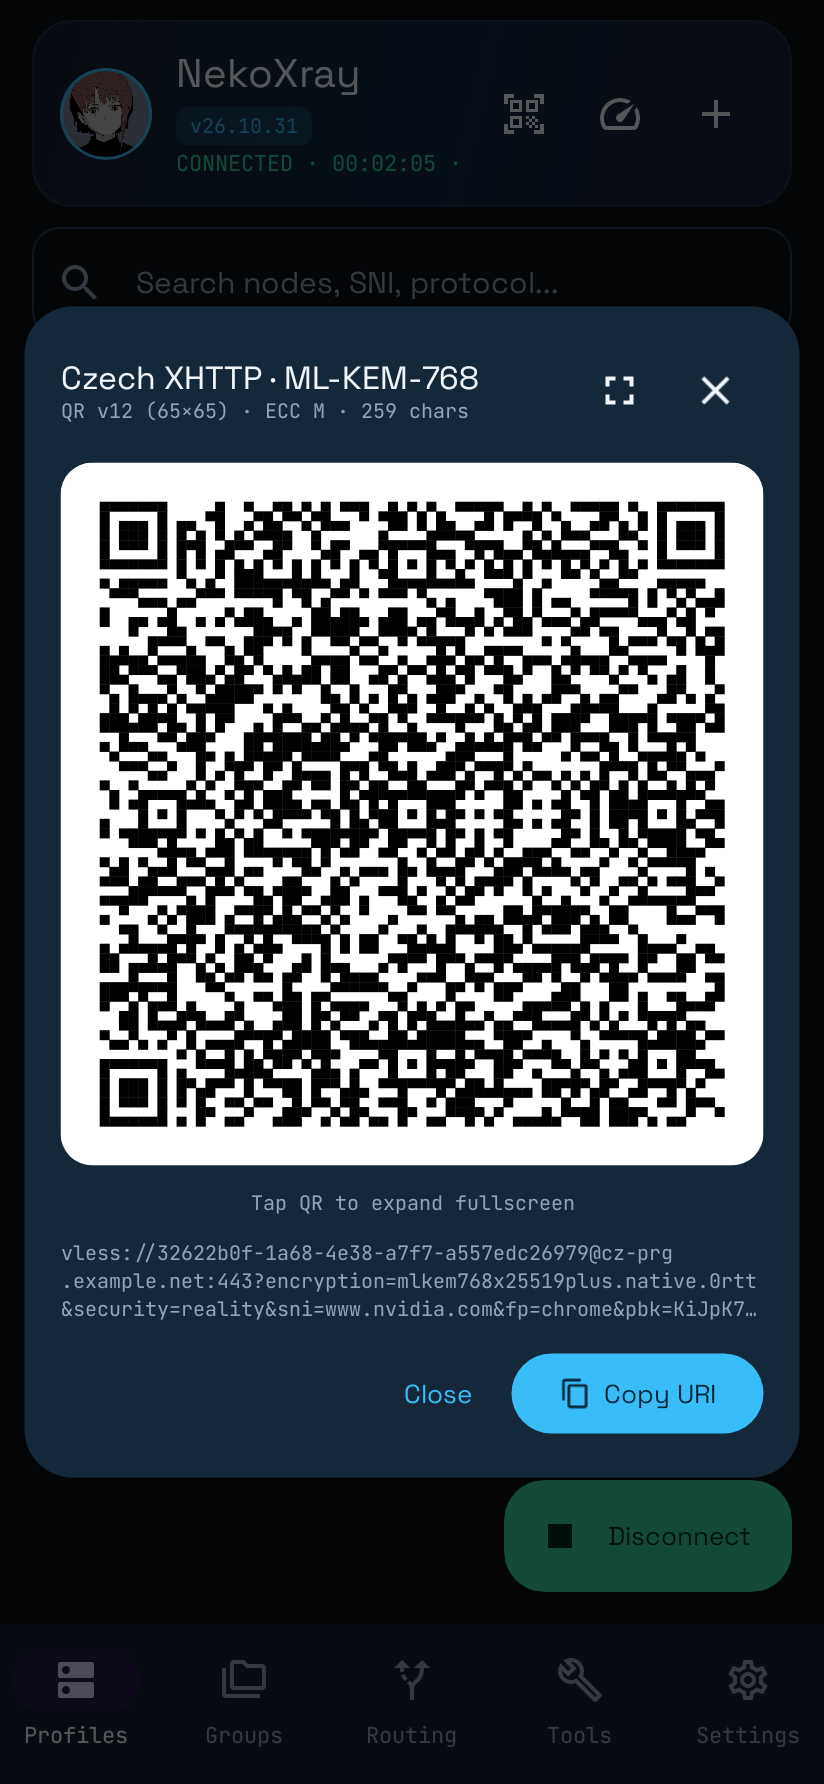 NekoXray
v26.10.31
CONNECTED · 00:02:05 ·
Search nodes, SNI, protocol...
Czech XHTTP · ML-KEM-768
QR v12 (65×65) · ECC M · 259 chars
Tap QR to expand fullscreen
vless://32622b0f-1a68-4e38-a7f7-a557edc26979@cz-prg
.example.net:443?encryption=mlkem768x25519plus.native.0rtt
&security=reality&sni=www.nvidia.com&fp=chrome&pbk=KiJpK7…
Close
Copy URI
Disconnect
Profiles
Groups
Routing
Tools
Settings